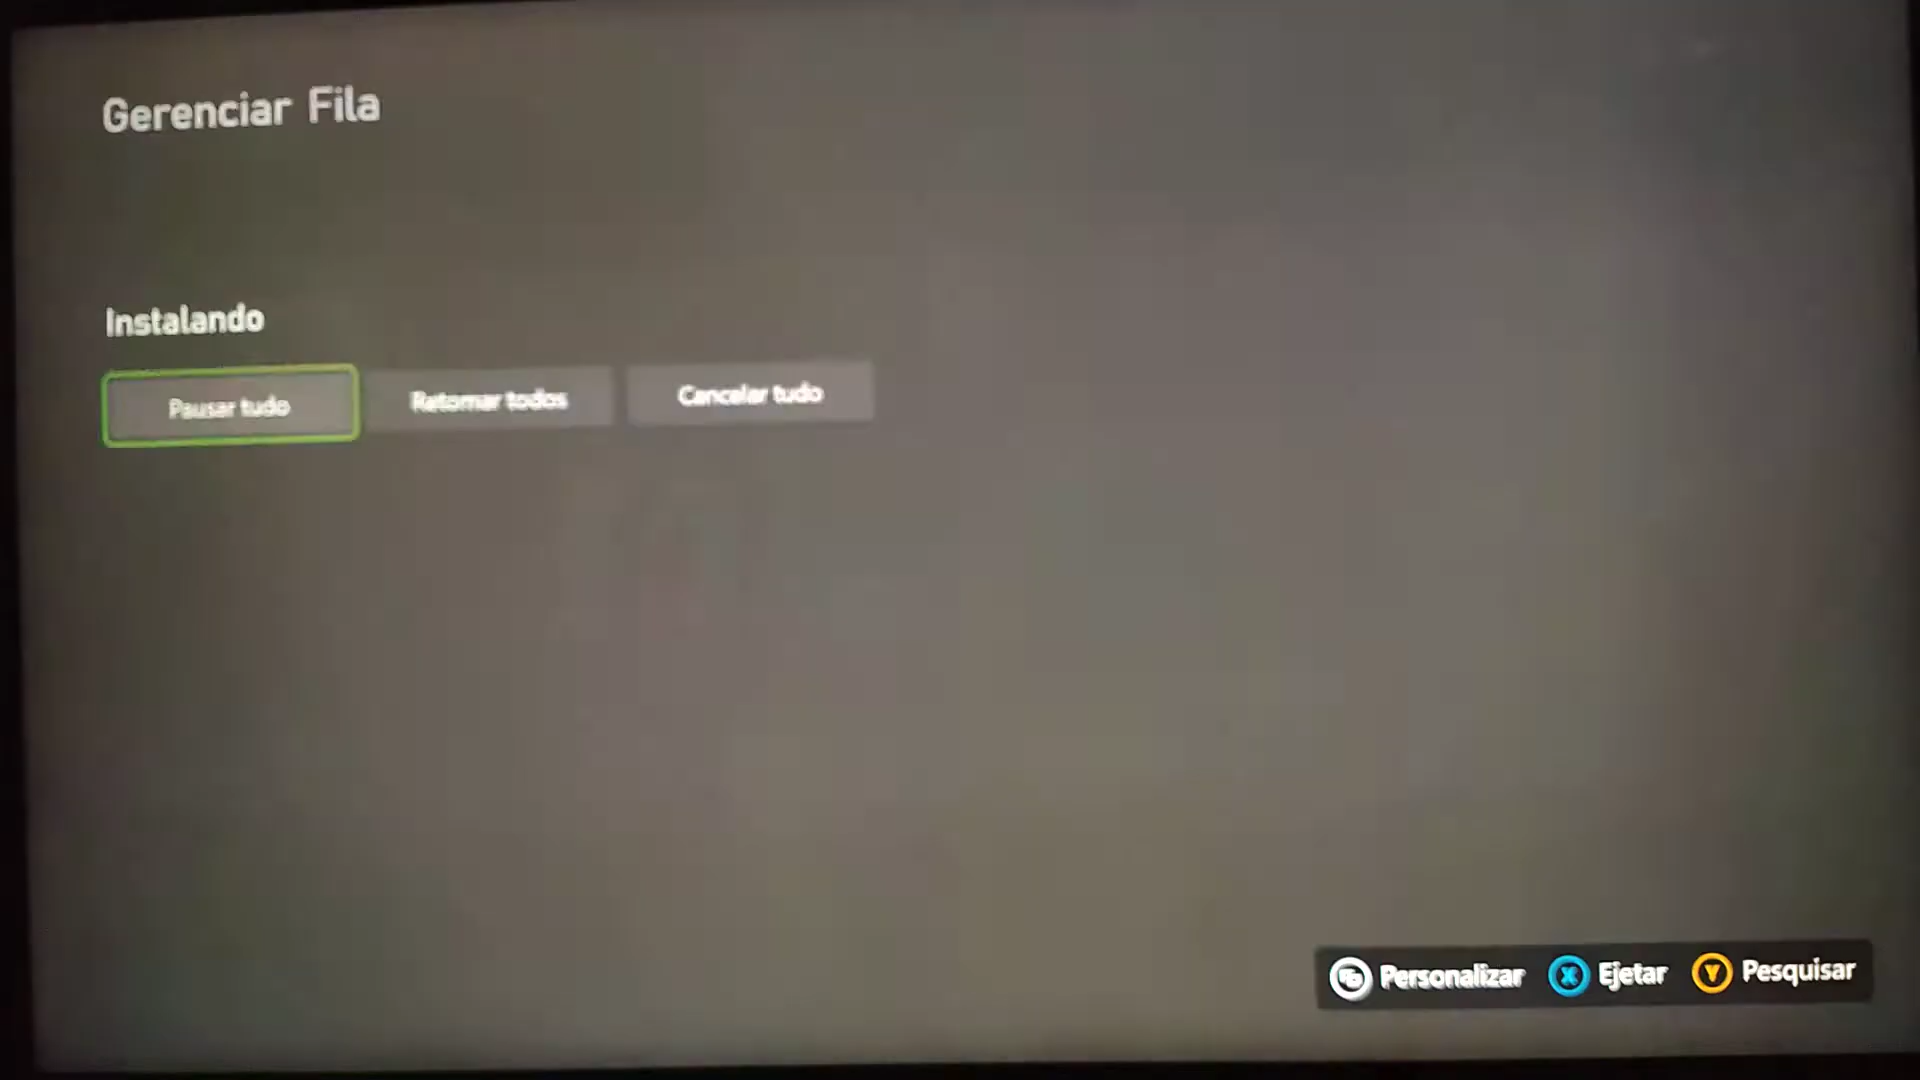 Gerenciar Fila
Instalando
Pausar tudo
Retomar todos
Cancelar tudo
Personalizar
X Ejetar
Y Pesquisar